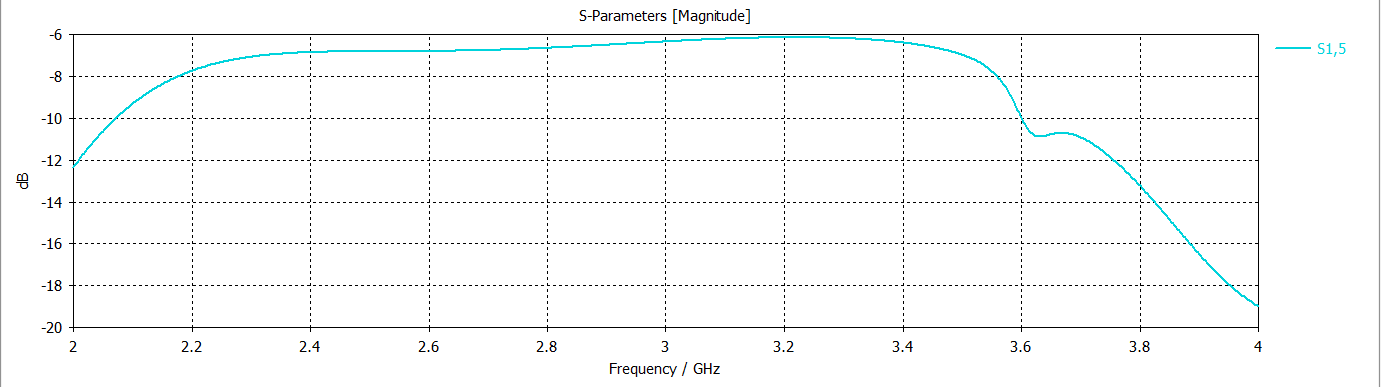 S-Parameters [Magnitude]
S1,5
-6
-8
-10
-12
-14
-16
-18
-20
dB
2 2.2 2.4 2.6 2.8 3 3.2 3.4 3.6 3.8 4
Frequency / GHz